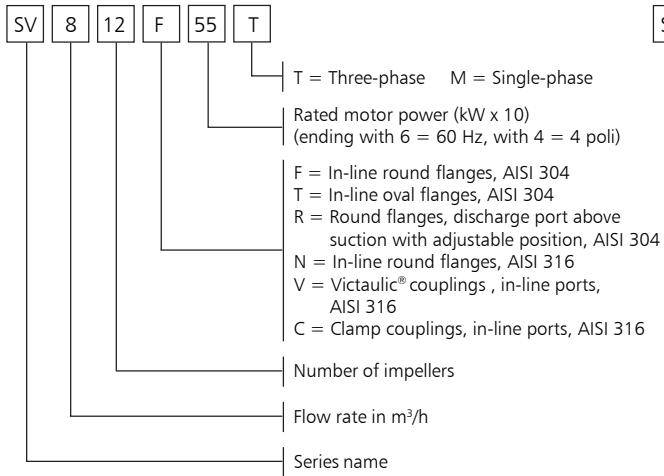 SV 8 12 F 55 T
S
T = Three-phase M = Single-phase
Rated motor power (kW x 10)
(ending with 6 = 60 Hz, with 4 = 4 poli)
F = In-line round flanges, AISI 304
T = In-line oval flanges, AISI 304
R = Round flanges, discharge port above
suction with adjustable position, AISI 304
N = In-line round flanges, AISI 316
V = Victaulic® couplings , in-line ports,
AISI 316
C = Clamp couplings, in-line ports, AISI 316
Number of impellers
Flow rate in m³/h
Series name